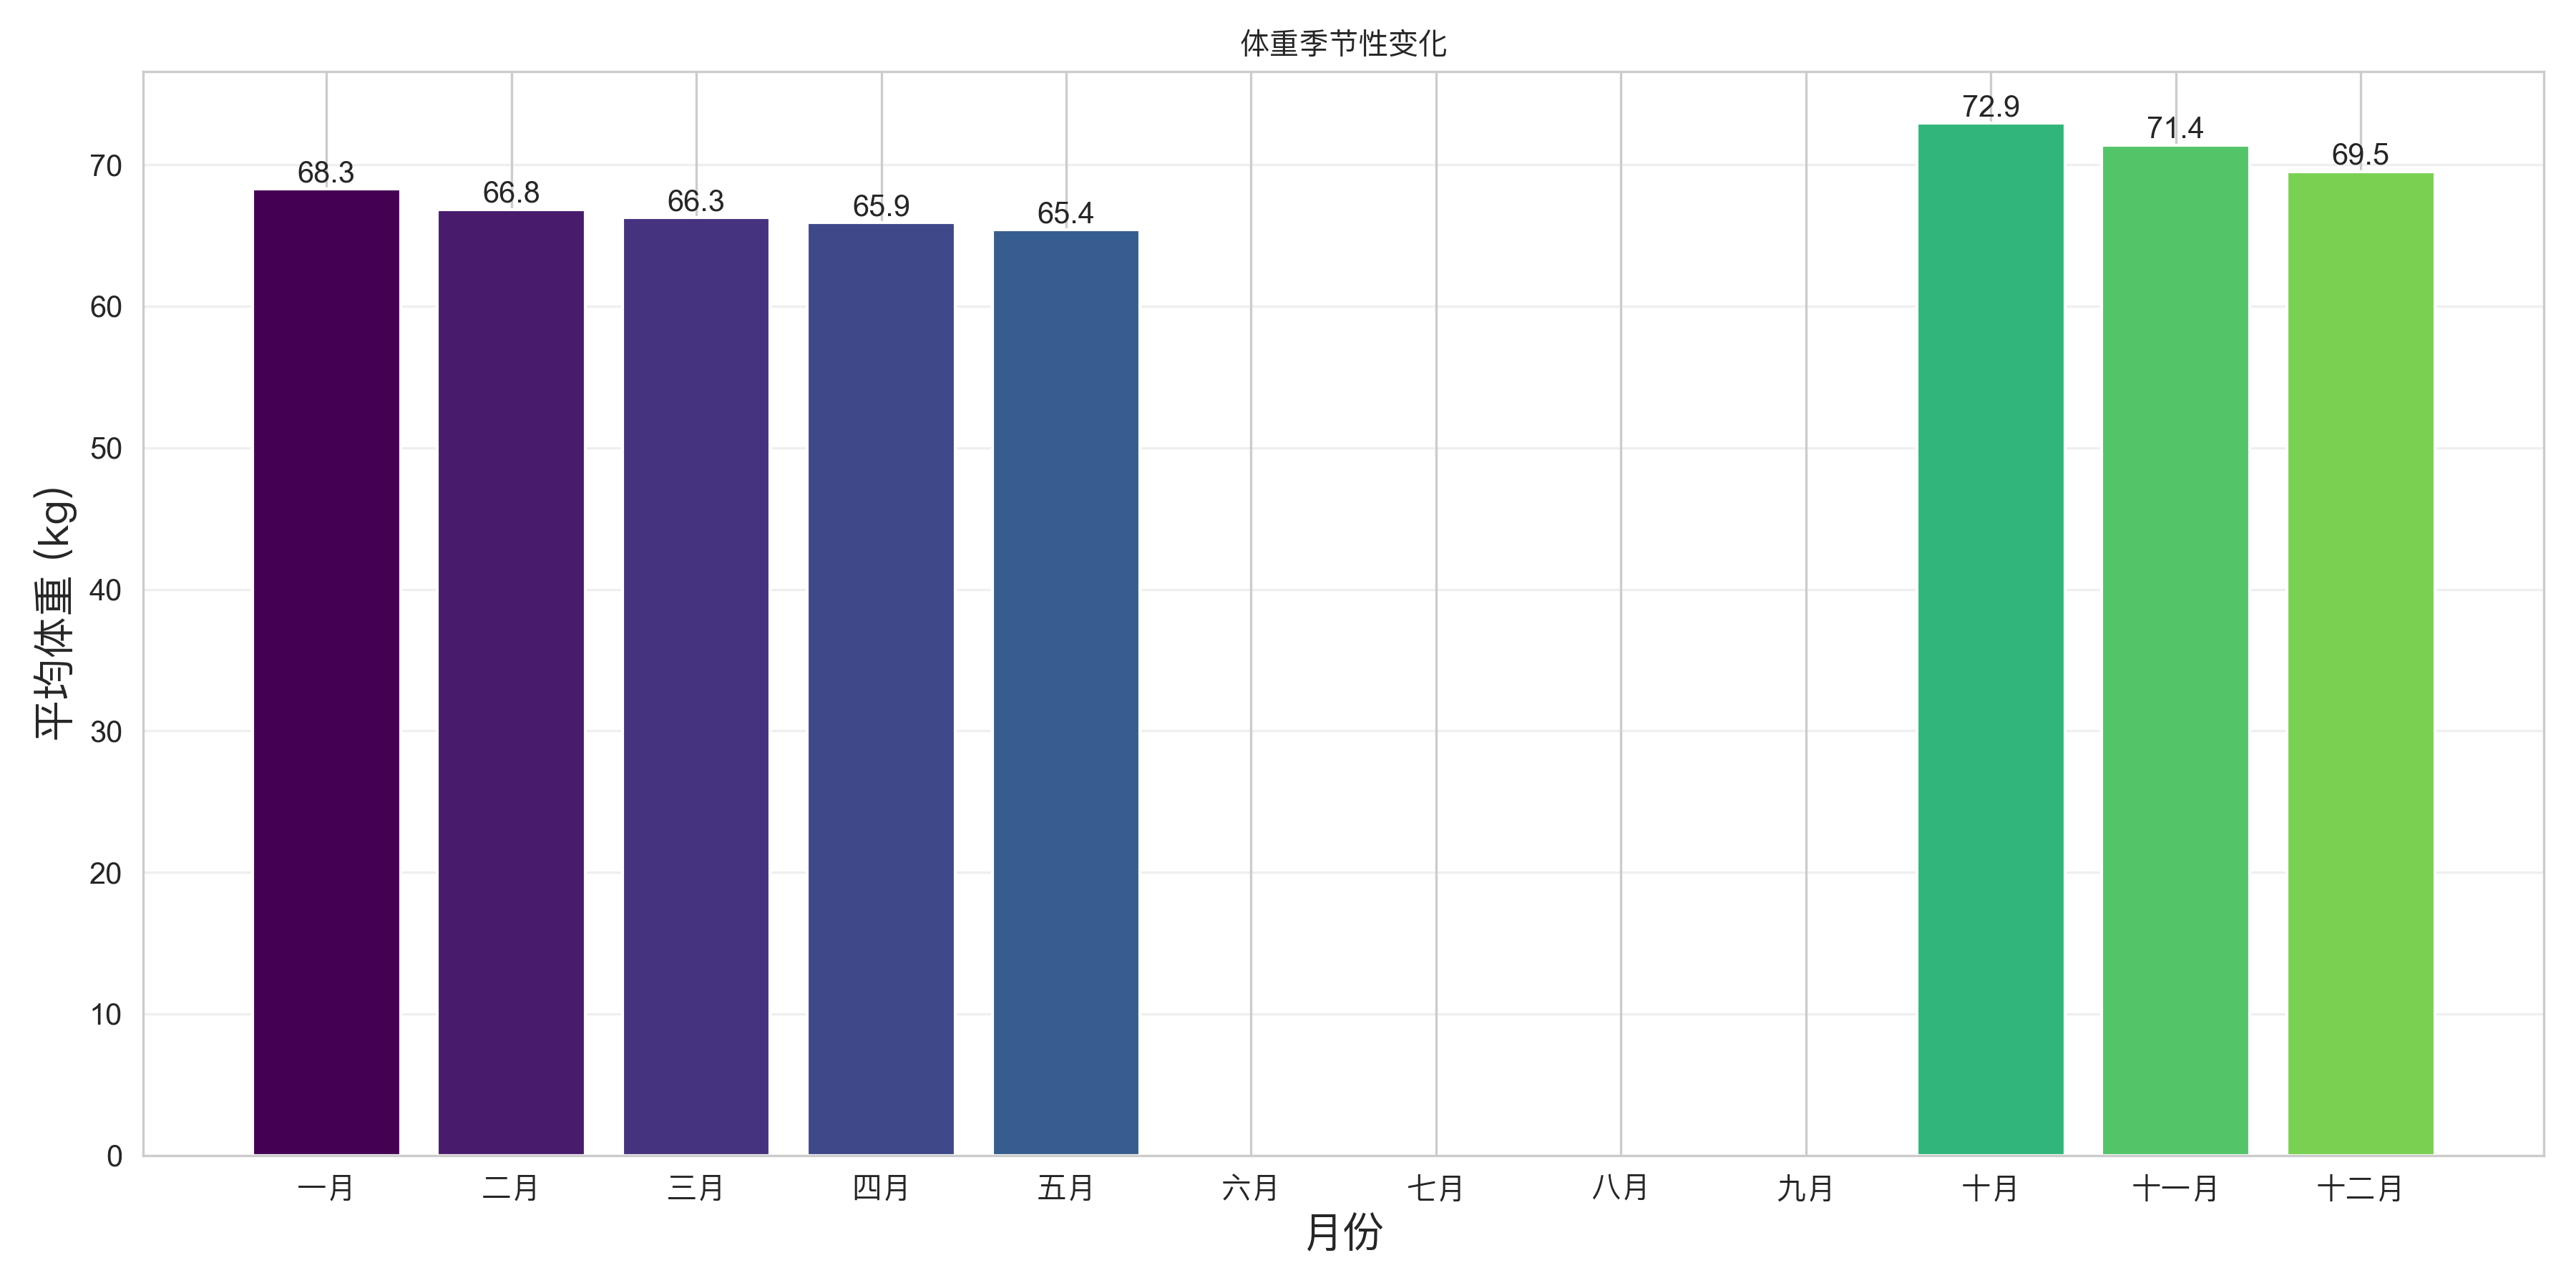 体重季节性变化
平均体重 (kg)
70
60
50
40
30
20
10
0
68.3
66.8
66.3
65.9
65.4
72.9
71.4
69.5
一月
二月
三月
四月
五月
六月
七月
八月
九月
十月
十一月
十二月
月份